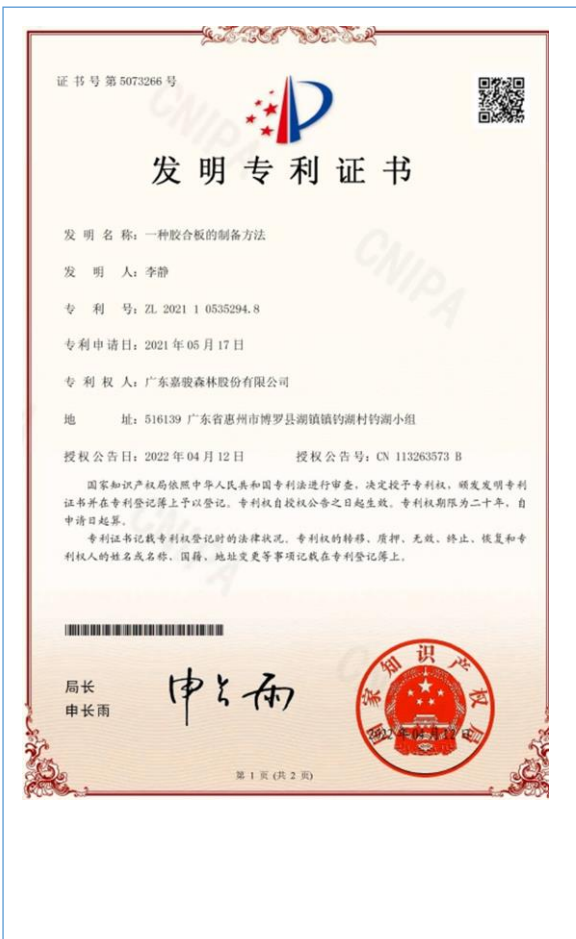 证书号第5073266号
发明专利证书
发 明 名 称：一种胶合板的制备方法
发 明 人：李静
专 利 号：ZL 2021 1 0535294.8
专利申请日：2021年05月17日
专 利 权 人：广东嘉骏森林股份有限公司
地 址：516139 广东省惠州市博罗县湖镇镇钓湖村钓湖小组
授权公告日：2022年04月12日 授权公告号：CN 113263573 B
国家知识产权局依照中华人民共和国专利法进行审查，决定授予专利权，颁发发明专利
证书并在专利登记簿上予以登记。专利权自授权公告之日起生效。专利权期限为二十年，自
申请日起算。
专利证书记载专利权登记时的法律状况。专利权的转移、质押、无效、终止、恢复和专
利权人的姓名或名称、国籍、地址变更等事项记载在专利登记簿上。
局长
申长雨
申长雨
国家知识产权局
2022年04月12日
第 1 页 (共 2 页)
CNIPA
CNIPA
CNIPA